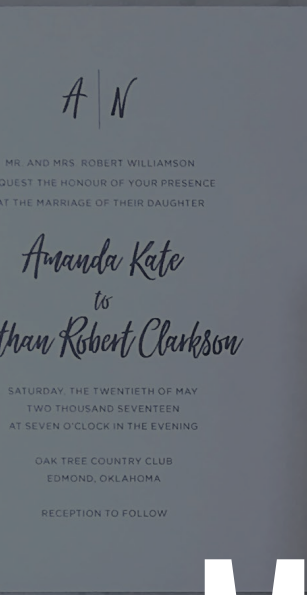 A | N
MR. AND MRS. ROBERT WILLIAMSON
QUEST THE HONOUR OF YOUR PRESENCE
AT THE MARRIAGE OF THEIR DAUGHTER
Amanda Kate
to
than Robert Clarkson
SATURDAY, THE TWENTIETH OF MAY
TWO THOUSAND SEVENTEEN
AT SEVEN O'CLOCK IN THE EVENING
OAK TREE COUNTRY CLUB
EDMOND, OKLAHOMA
RECEPTION TO FOLLOW